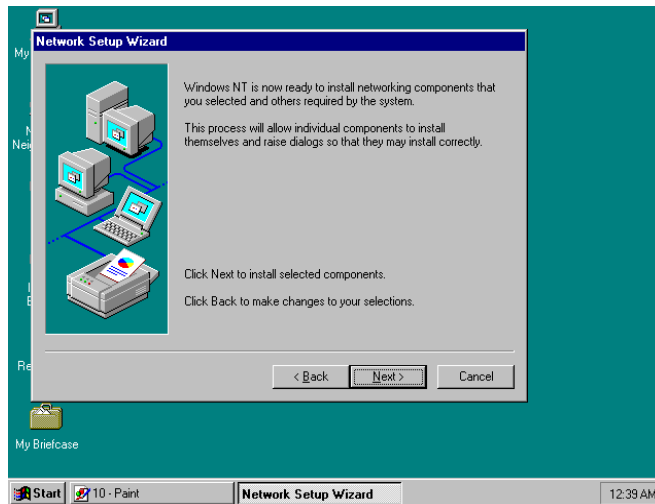 My
Network Setup Wizard
Windows NT is now ready to install networking components that
you selected and others required by the system.
This process will allow individual components to install
themselves and raise dialogs so that they may install correctly.
N
Neig
Click Next to install selected components.
I
E
Click Back to make changes to your selections.
Re
< Back Next > Cancel
My Briefcase
Start 10 - Paint Network Setup Wizard 12:39 AM